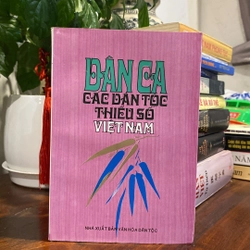 DÂN CA
CÁC DÂN TỘC
THIỂU SỐ
VIỆT NAM
NHÀ XUẤT BẢN VĂN HÓA DÂN TỘC